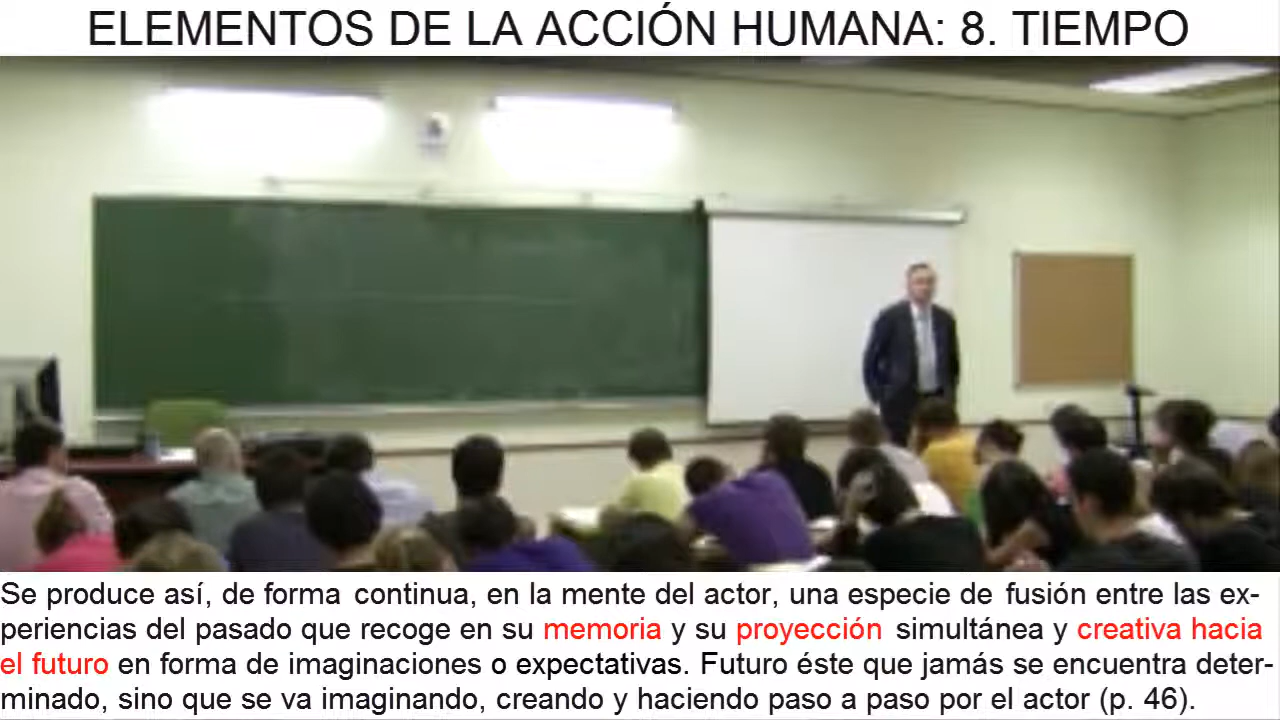 ELEMENTOS DE LA ACCIÓN HUMANA: 8. TIEMPO
Se produce así, de forma continua, en la mente del actor, una especie de fusión entre las ex-
periencias del pasado que recoge en su memoria y su proyección simultánea y creativa hacia
el futuro en forma de imaginaciones o expectativas. Futuro éste que jamás se encuentra deter-
minado, sino que se va imaginando, creando y haciendo paso a paso por el actor (p. 46).